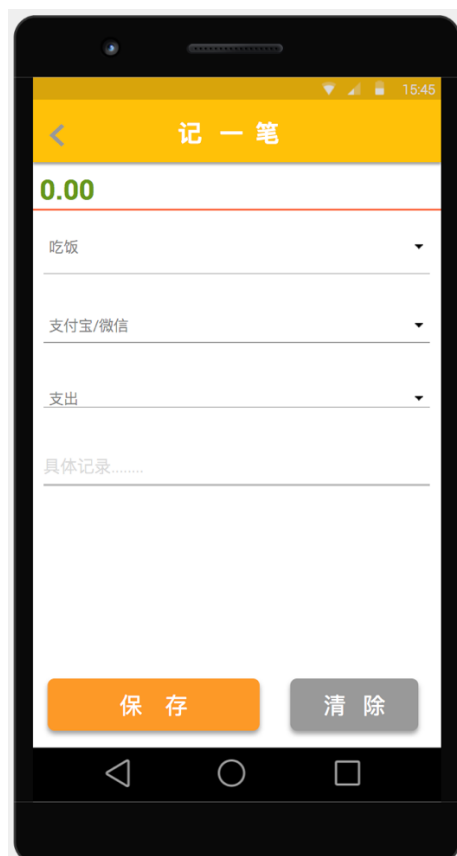 15:45
记 一 笔
0.00
吃饭
支付宝/微信
支出
具体记录........
保 存 清 除